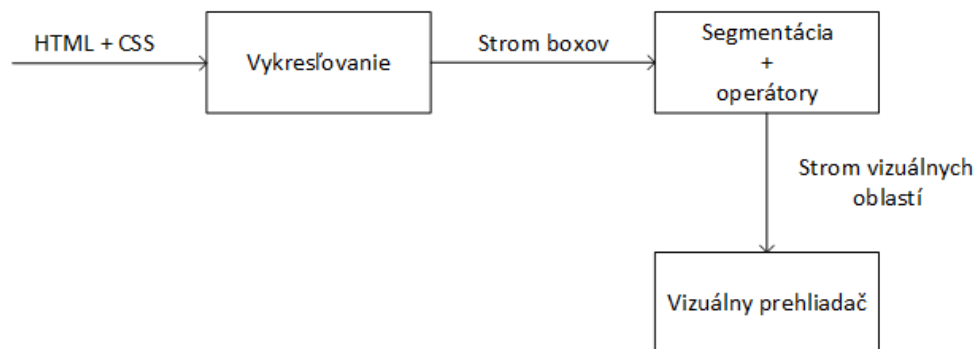 HTML + CSS
Vykresľovanie
Strom boxov
Segmentácia
+
operátory
Strom vizuálnych
oblastí
Vizuálny prehliadač